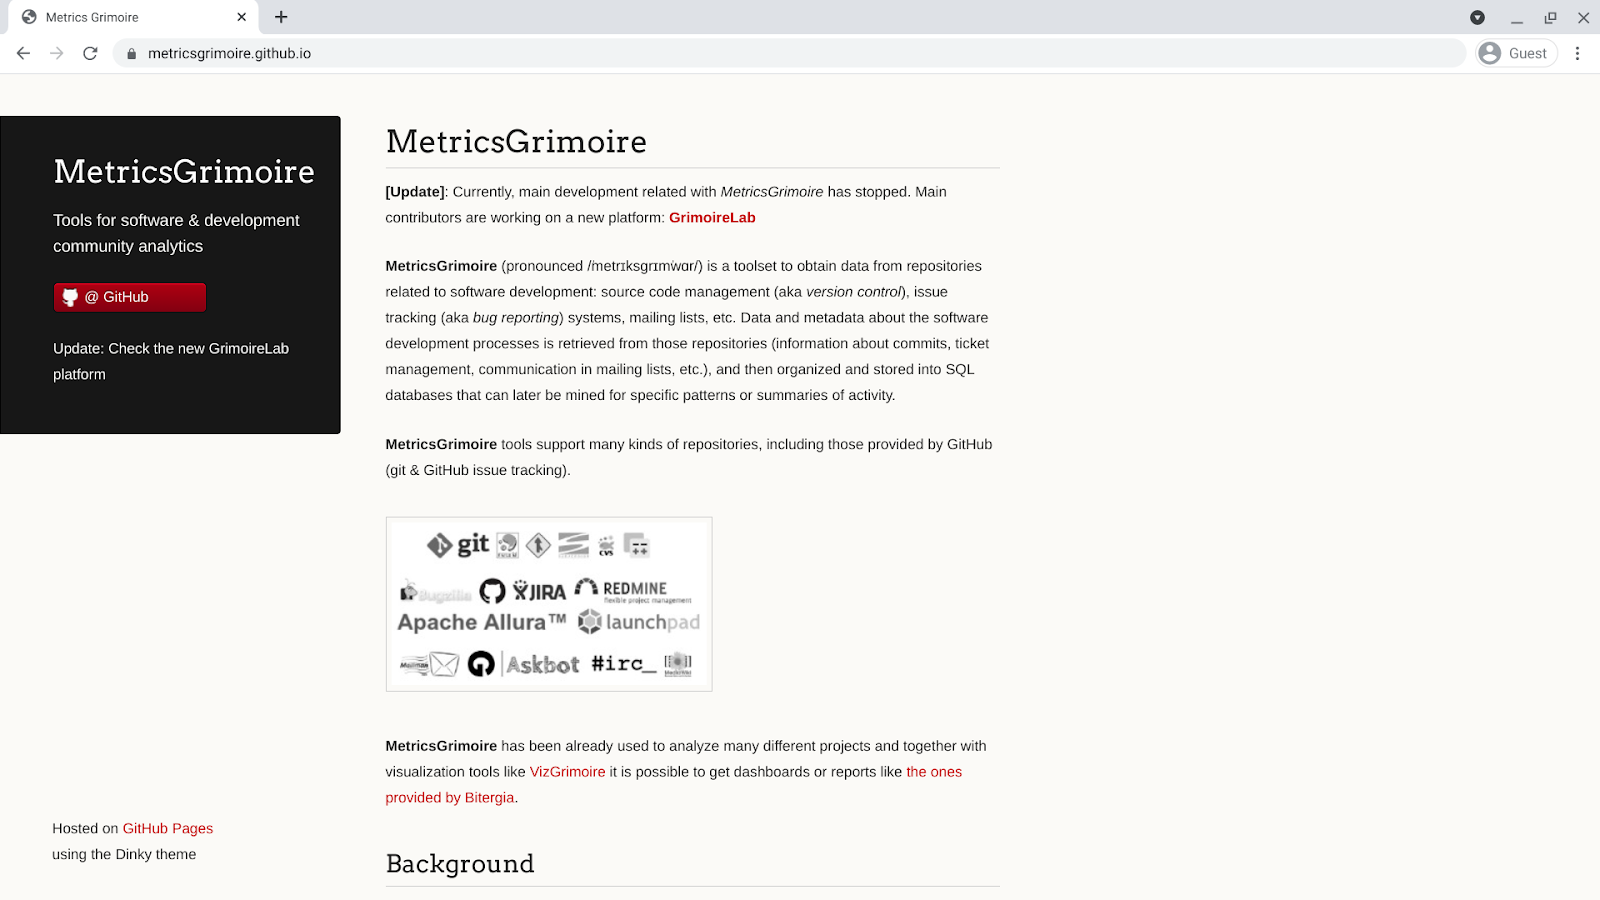 Metrics Grimoire
metricsgrimoire.github.io
Guest
MetricsGrimoire
Tools for software & development
community analytics
@ GitHub
Update: Check the new GrimoireLab
platform
MetricsGrimoire
[Update]: Currently, main development related with MetricsGrimoire has stopped. Main
contributors are working on a new platform: GrimoireLab
MetricsGrimoire (pronounced /metrɪksgrɪmẇɑr/) is a toolset to obtain data from repositories
related to software development: source code management (aka version control), issue
tracking (aka bug reporting) systems, mailing lists, etc. Data and metadata about the software
development processes is retrieved from those repositories (information about commits, ticket
management, communication in mailing lists, etc.), and then organized and stored into SQL
databases that can later be mined for specific patterns or summaries of activity.
MetricsGrimoire tools support many kinds of repositories, including those provided by GitHub
(git & GitHub issue tracking).
git CVS
Bugzilla JIRA REDMINE
flexible project management
Apache Allura™ launchpad
Mailman Askbot #irc_ MediaWiki
MetricsGrimoire has been already used to analyze many different projects and together with
visualization tools like VizGrimoire it is possible to get dashboards or reports like the ones
provided by Bitergia.
Background
Hosted on GitHub Pages
using the Dinky theme